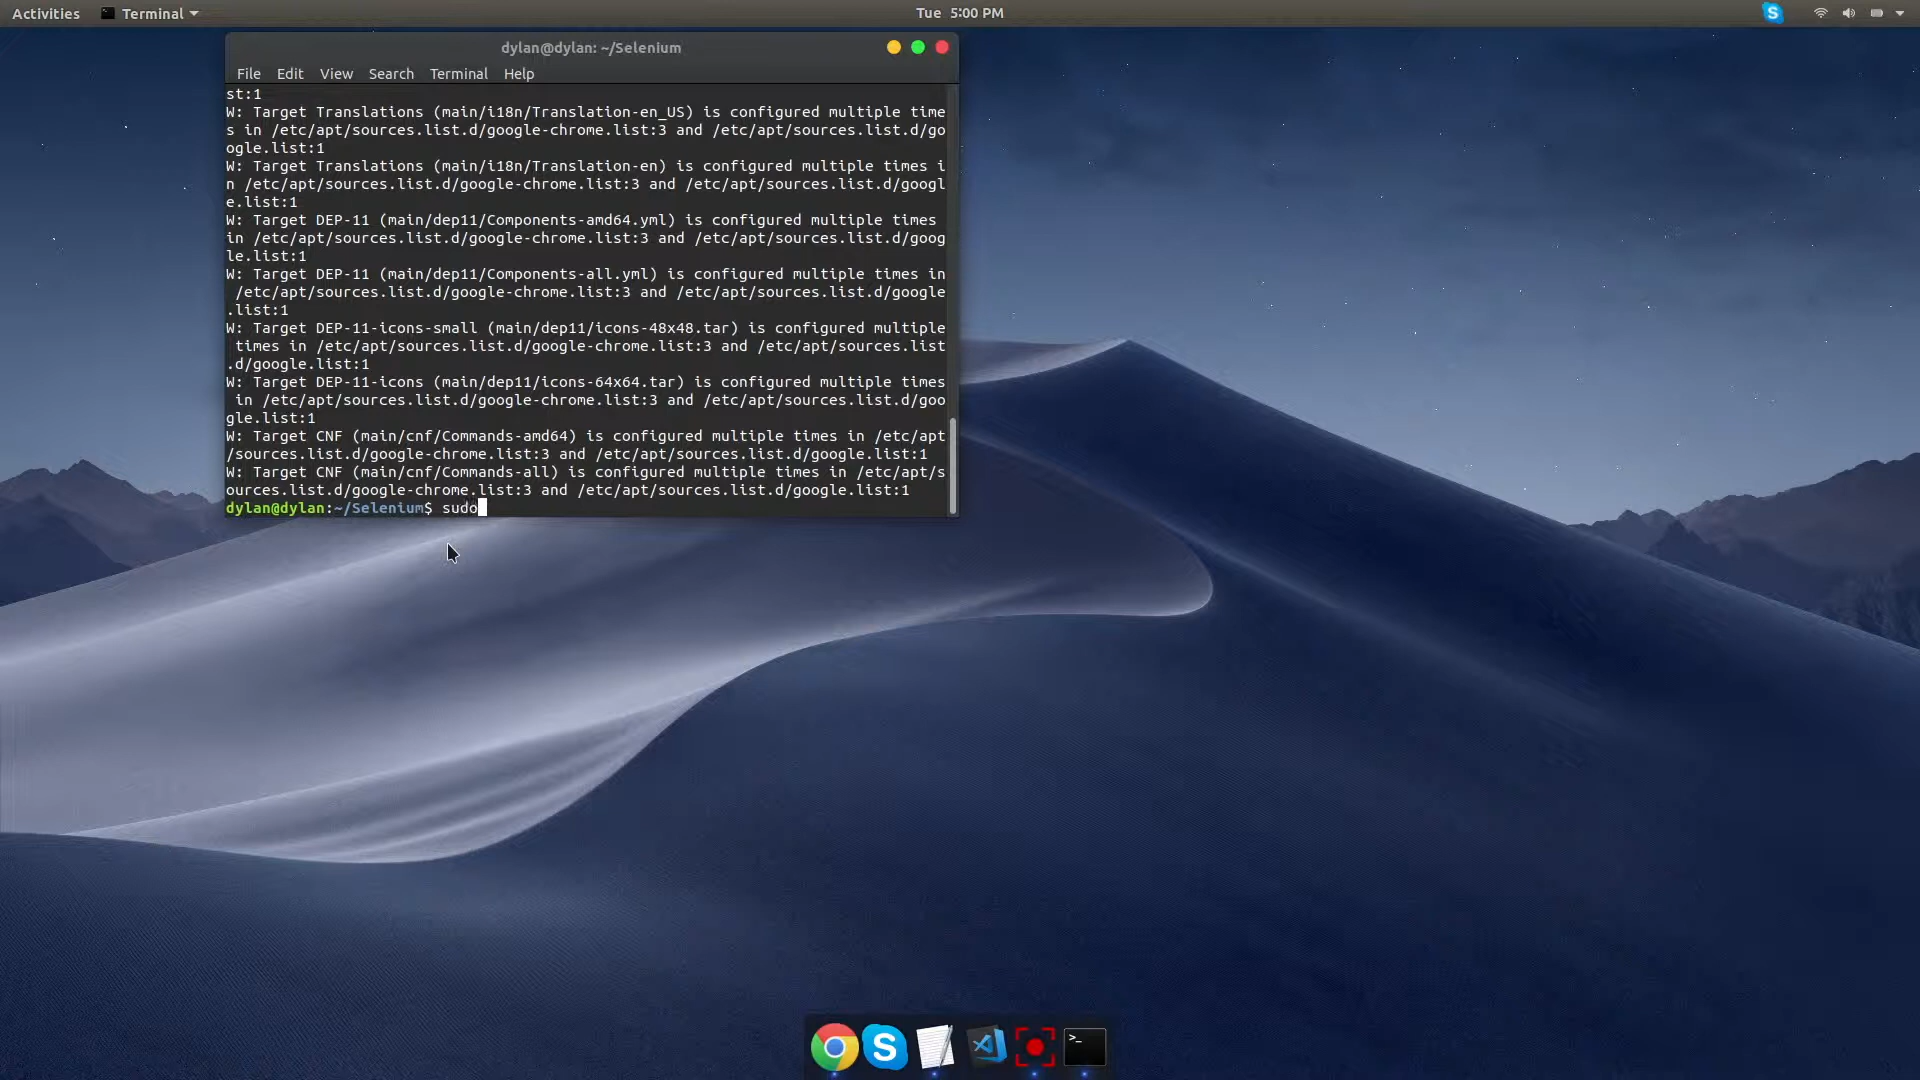 Activities Terminal Tue 5:00 PM
dylan@dylan: ~/Selenium
File Edit View Search Terminal Help
st:1
W: Target Translations (main/i18n/Translation-en_US) is configured multiple time
s in /etc/apt/sources.list.d/google-chrome.list:3 and /etc/apt/sources.list.d/go
ogle.list:1
W: Target Translations (main/i18n/Translation-en) is configured multiple times i
n /etc/apt/sources.list.d/google-chrome.list:3 and /etc/apt/sources.list.d/googl
e.list:1
W: Target DEP-11 (main/dep11/Components-amd64.yml) is configured multiple times
in /etc/apt/sources.list.d/google-chrome.list:3 and /etc/apt/sources.list.d/goog
le.list:1
W: Target DEP-11 (main/dep11/Components-all.yml) is configured multiple times in
/etc/apt/sources.list.d/google-chrome.list:3 and /etc/apt/sources.list.d/google
.list:1
W: Target DEP-11-icons-small (main/dep11/icons-48x48.tar) is configured multiple
times in /etc/apt/sources.list.d/google-chrome.list:3 and /etc/apt/sources.list
.d/google.list:1
W: Target DEP-11-icons (main/dep11/icons-64x64.tar) is configured multiple times
in /etc/apt/sources.list.d/google-chrome.list:3 and /etc/apt/sources.list.d/goo
gle.list:1
W: Target CNF (main/cnf/Commands-amd64) is configured multiple times in /etc/apt
/sources.list.d/google-chrome.list:3 and /etc/apt/sources.list.d/google.list:1
W: Target CNF (main/cnf/Commands-all) is configured multiple times in /etc/apt/s
ources.list.d/google-chrome.list:3 and /etc/apt/sources.list.d/google.list:1
dylan@dylan:~/Selenium$ sudo